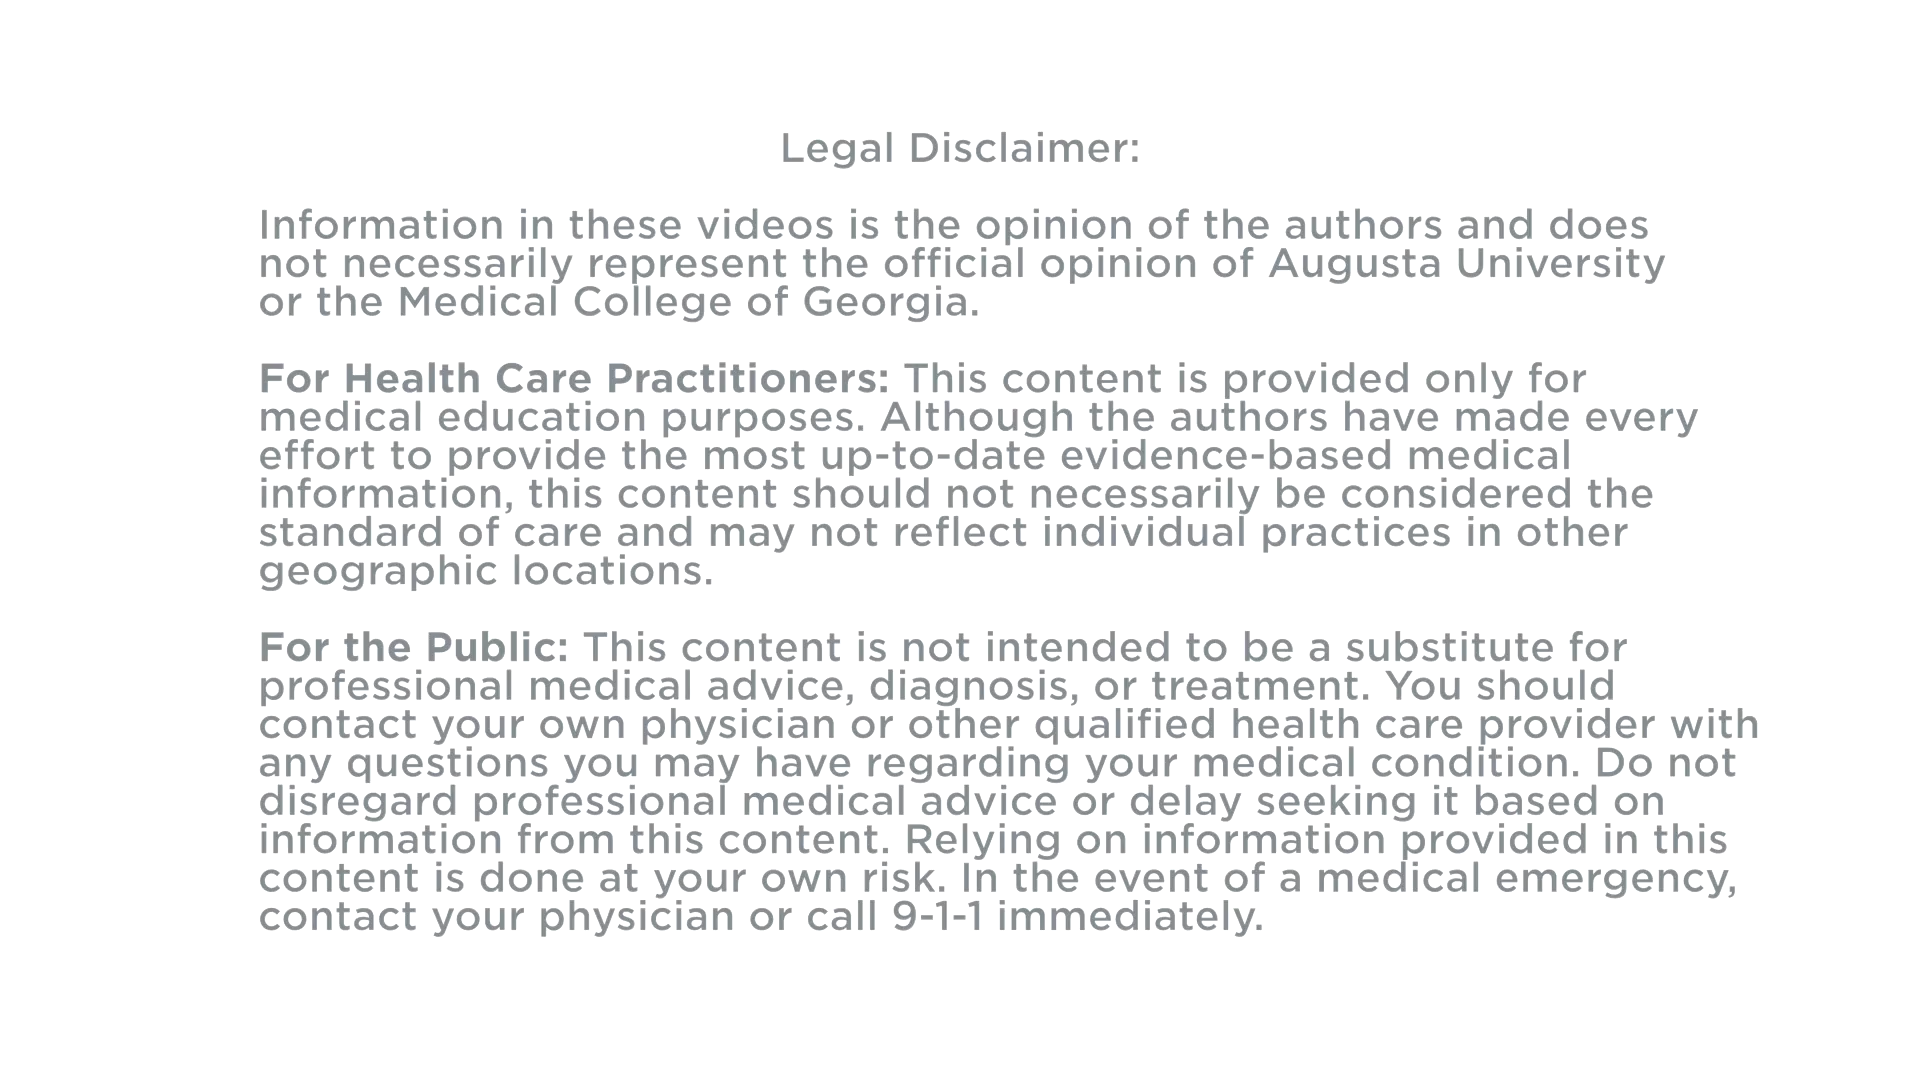 Legal Disclaimer:
Information in these videos is the opinion of the authors and does
not necessarily represent the official opinion of Augusta University
or the Medical College of Georgia.
For Health Care Practitioners: This content is provided only for
medical education purposes. Although the authors have made every
effort to provide the most up-to-date evidence-based medical
information, this content should not necessarily be considered the
standard of care and may not reflect individual practices in other
geographic locations.
For the Public: This content is not intended to be a substitute for
professional medical advice, diagnosis, or treatment. You should
contact your own physician or other qualified health care provider with
any questions you may have regarding your medical condition. Do not
disregard professional medical advice or delay seeking it based on
information from this content. Relying on information provided in this
content is done at your own risk. In the event of a medical emergency,
contact your physician or call 9-1-1 immediately.